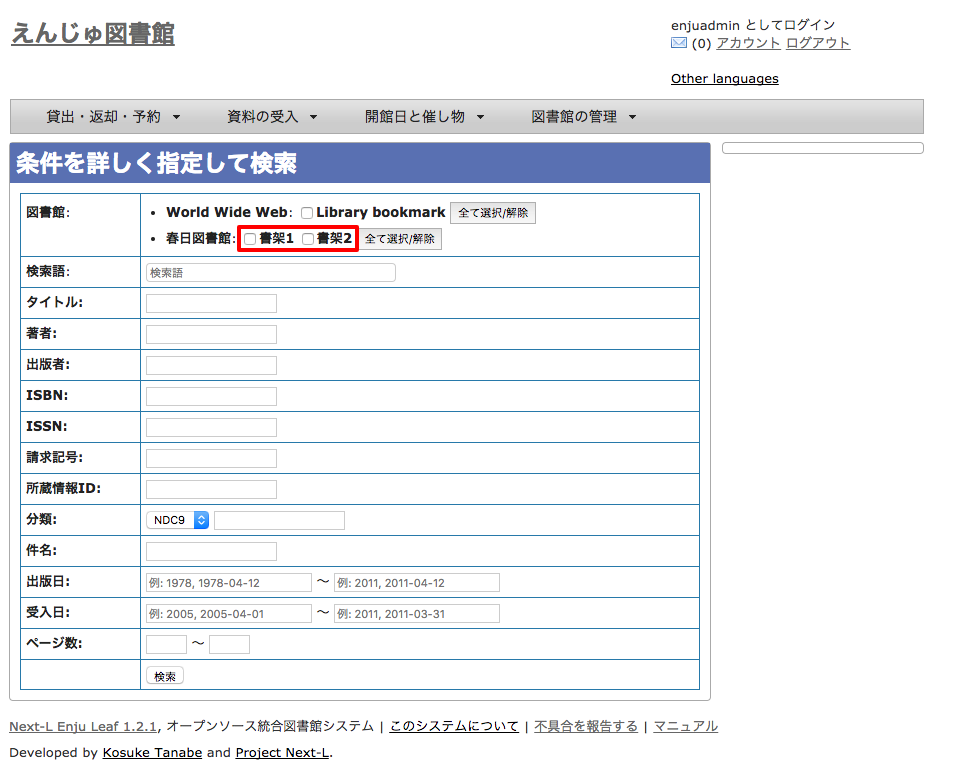 えんじゅ図書館
enjuadmin としてログイン
(0) アカウント ログアウト
Other languages
貸出・返却・予約 資料の受入 開館日と催し物 図書館の管理
条件を詳しく指定して検索
図書館:
World Wide Web: Library bookmark 全て選択/解除
春日図書館: 書架1 書架2 全て選択/解除
検索語: 検索語
タイトル:
著者:
出版者:
ISBN:
ISSN:
請求記号:
所蔵情報ID:
分類: NDC9
件名:
出版日: 例: 1978, 1978-04-12 〜 例: 2011, 2011-04-12
受入日: 例: 2005, 2005-04-01 〜 例: 2011, 2011-03-31
ページ数: 〜
検索
Next-L Enju Leaf 1.2.1, オープンソース統合図書館システム | このシステムについて | 不具合を報告する | マニュアル
Developed by Kosuke Tanabe and Project Next-L.